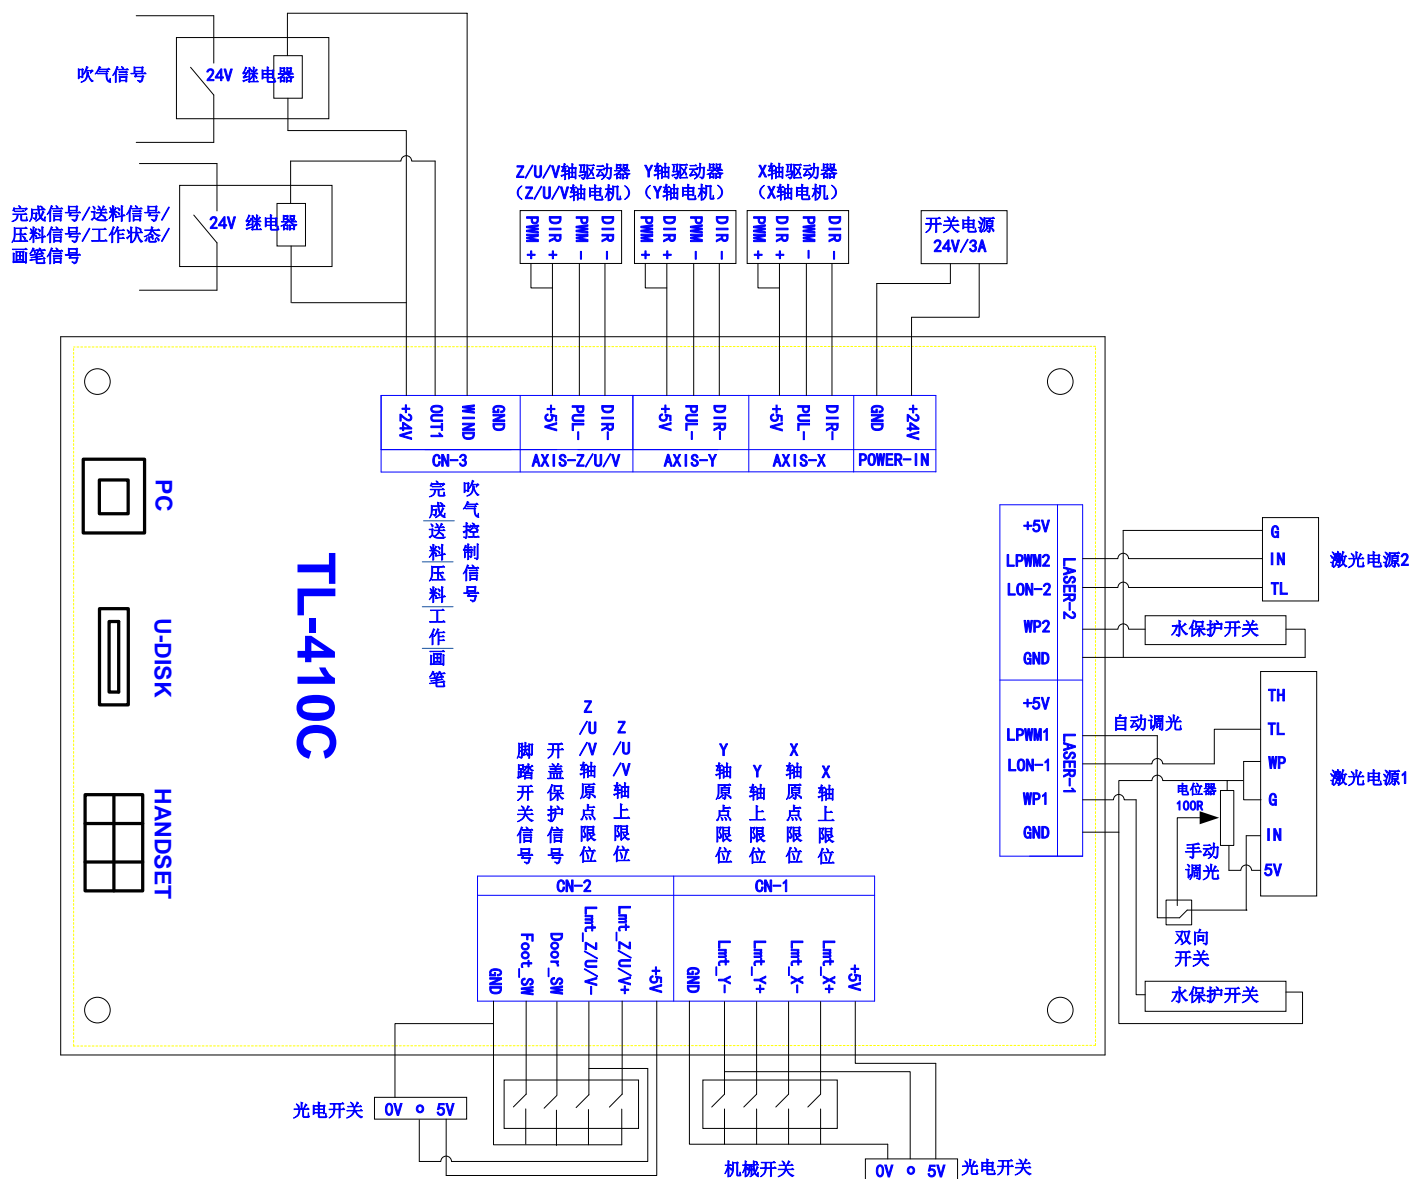 吹气信号
24V 继电器
完成信号/送料信号/
压料信号/工作状态/
画笔信号
24V 继电器
Z/U/V轴驱动器
（Z/U/V轴电机）
PWM +
DIR +
PWM -
DIR -
Y轴驱动器
（Y轴电机）
PWM +
DIR +
PWM -
DIR -
X轴驱动器
（X轴电机）
PWM +
DIR +
PWM -
DIR -
开关电源
24V/3A
+24V
OUT1
WIND
GND
CN-3
+5V
PUL-
DIR-
AXIS-Z/U/V
+5V
PUL-
DIR-
AXIS-Y
+5V
PUL-
DIR-
AXIS-X
GND
+24V
POWER-IN
完成送料压料工作画笔
吹气控制信号
PC
U-DISK
HANDSET
TL-410C
+5V
LPWM2
LON-2
WP2
GND
LASER-2
+5V
LPWM1
LON-1
WP1
GND
LASER-1
G
IN
TL
激光电源2
水保护开关
自动调光
TH
TL
WP
G
IN
5V
激光电源1
电位器
100R
手动
调光
双向
开关
水保护开关
脚踏开关信号
开盖保护信号
Z/U/V轴原点限位
Z/U/V轴上限位
Y轴原点限位
Y轴上限位
X轴原点限位
X轴上限位
CN-2
CN-1
GND
Foot_SW
Door_SW
Lmt_Z/U/V-
Lmt_Z/U/V+
+5V
GND
Lmt_Y-
Lmt_Y+
Lmt_X-
Lmt_X+
+5V
光电开关
0V
5V
机械开关
0V
5V
光电开关